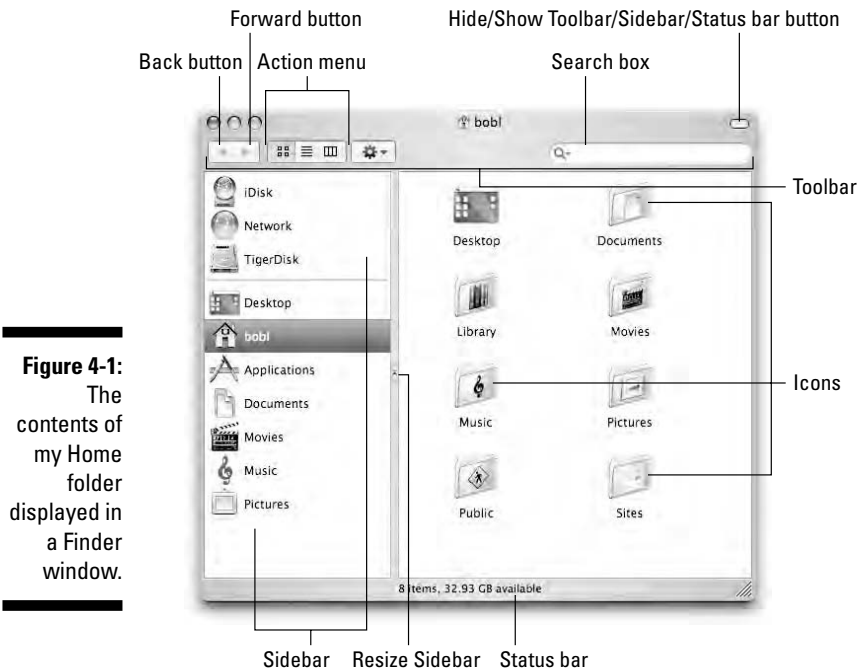 Forward button
Hide/Show Toolbar/Sidebar/Status bar button
Back button
Action menu
Search box
bobl
Toolbar
iDisk
Network
TigerDisk
Desktop
bobl
Applications
Documents
Movies
Music
Pictures
Desktop
Documents
Library
Movies
Music
Pictures
Public
Sites
Icons
8 items, 32.93 GB available
Sidebar
Resize Sidebar
Status bar
Figure 4-1:
The
contents of
my Home
folder
displayed in
a Finder
window.